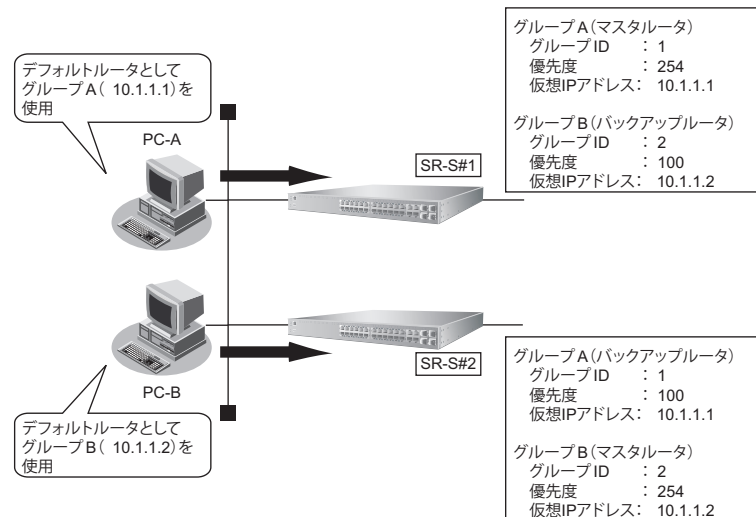 グループA(マスタルータ)
グループID : 1
優先度 : 254
仮想IPアドレス: 10.1.1.1
グループB(バックアップルータ)
グループID : 2
優先度 : 100
仮想IPアドレス: 10.1.1.2
デフォルトルータとして
グループA( 10.1.1.1)を
使用
PC-A
SR-S#1
SR-S#2
PC-B
デフォルトルータとして
グループB( 10.1.1.2)を
使用
グループA(バックアップルータ)
グループID : 1
優先度 : 100
仮想IPアドレス: 10.1.1.1
グループB(マスタルータ)
グループID : 2
優先度 : 254
仮想IPアドレス: 10.1.1.2